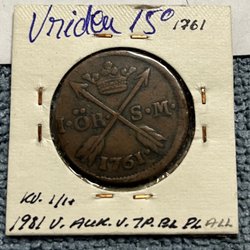 Vriden 15° 1761
1·ÖR·S·M·
1761
KV. 1/1+
1981 U. AUK. U. TP. BL PL ALL